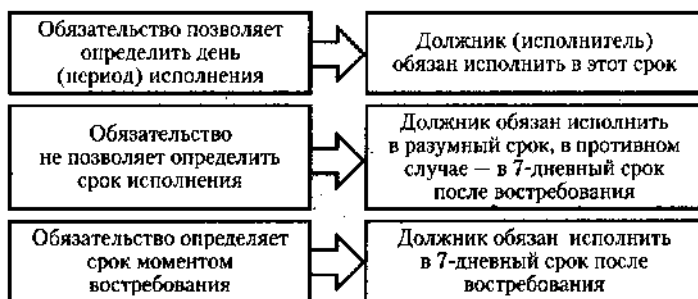 Обязательство позволяет
определить день
(период) исполнения
Должник (исполнитель)
обязан исполнить в этот срок
Обязательство
не позволяет определить
срок исполнения
Должник обязан исполнить
в разумный срок, в противном
случае — в 7-дневный срок
после востребования
Обязательство определяет
срок моментом
востребования
Должник обязан исполнить
в 7-дневный срок после
востребования